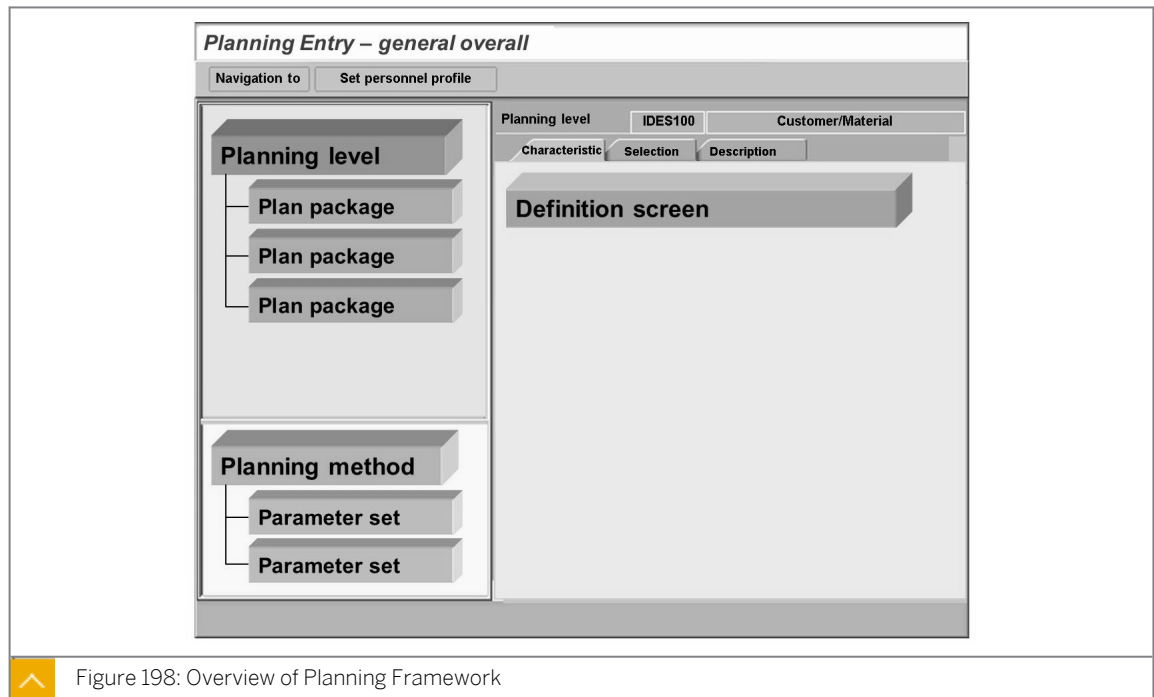 Planning Entry – general overall
Navigation to Set personnel profile
Planning level
Plan package
Plan package
Plan package
Planning method
Parameter set
Parameter set
Planning level IDES100 Customer/Material
Characteristic Selection Description
Definition screen
Figure 198: Overview of Planning Framework